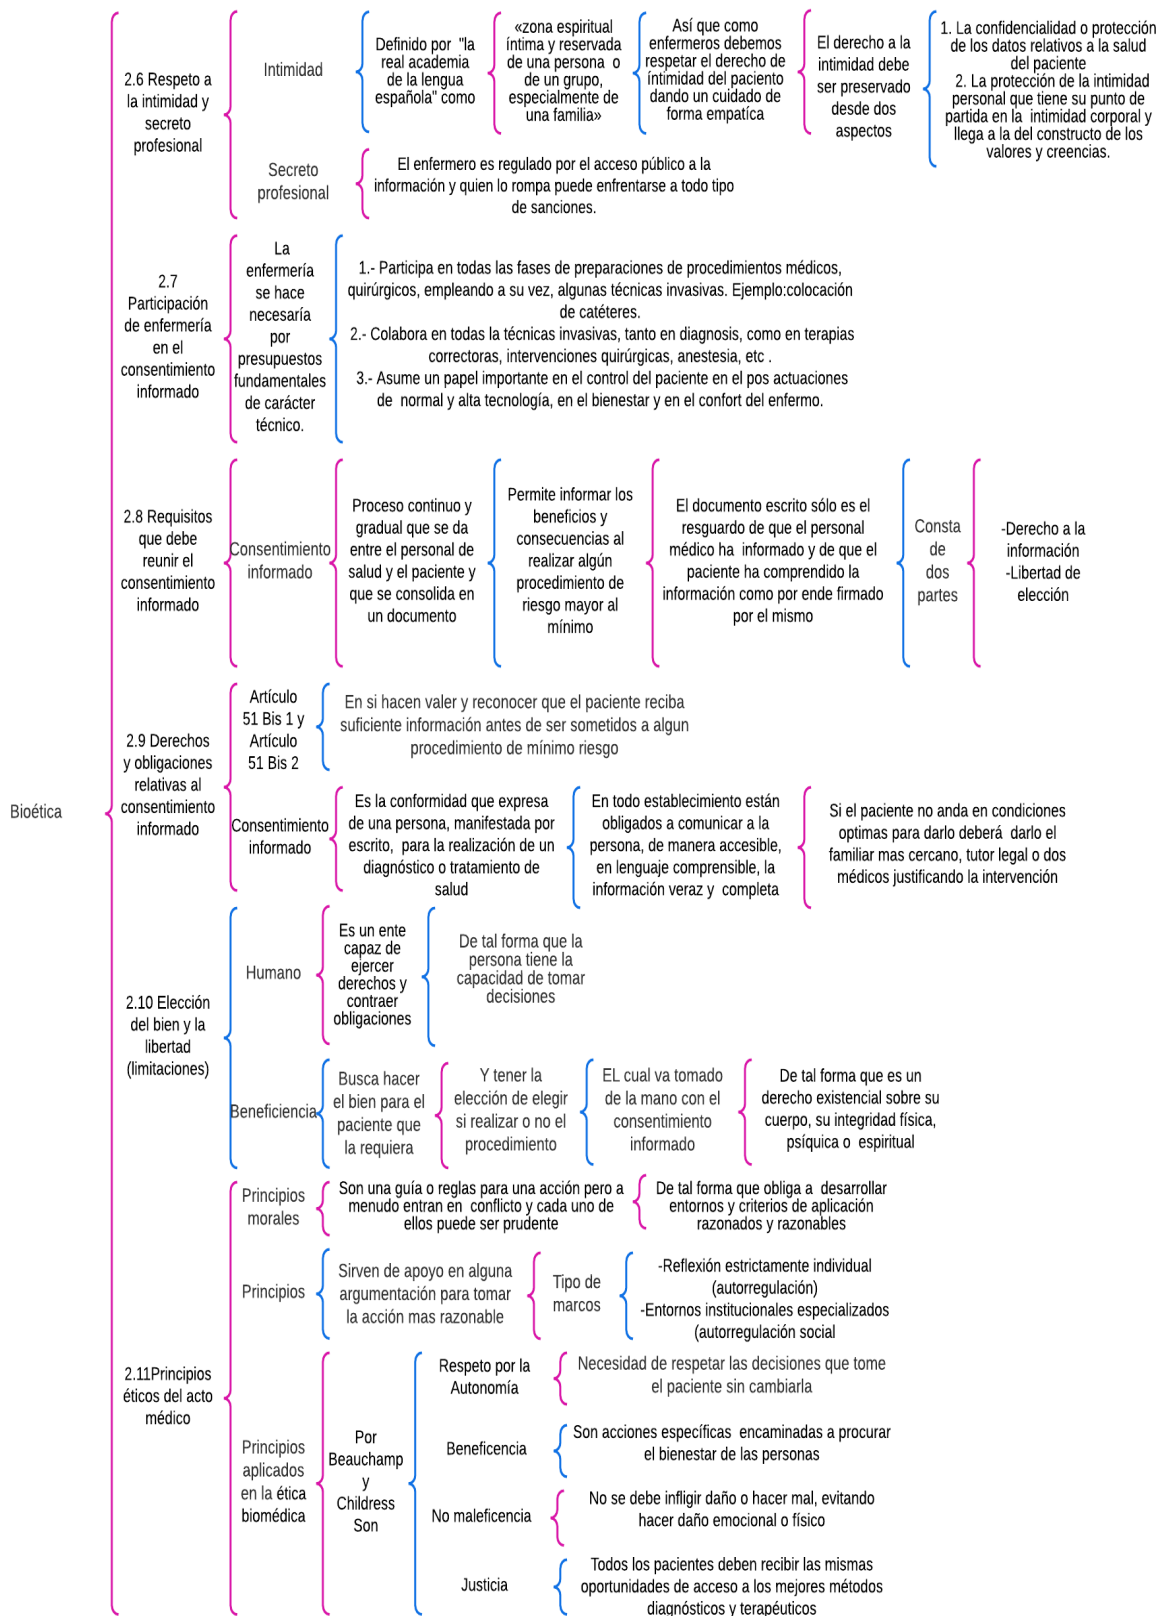 Bioética
2.6 Respeto a
la intimidad y
secreto
profesional
Intimidad
Definido por "la
real academia
de la lengua
española" como
«zona espiritual
íntima y reservada
de una persona o
de un grupo,
especialmente de
una familia»
Así que como
enfermeros debemos
respetar el derecho de
íntimidad del paciento
dando un cuidado de
forma empatíca
El derecho a la
intimidad debe
ser preservado
desde dos
aspectos
1. La confidencialidad o protección
de los datos relativos a la salud
del paciente
2. La protección de la intimidad
personal que tiene su punto de
partida en la intimidad corporal y
llega a la del constructo de los
valores y creencias.
Secreto
profesional
El enfermero es regulado por el acceso público a la
información y quien lo rompa puede enfrentarse a todo tipo
de sanciones.
2.7
Participación
de enfermería
en el
consentimiento
informado
La
enfermería
se hace
necesaría
por
presupuestos
fundamentales
de carácter
técnico.
1.- Participa en todas las fases de preparaciones de procedimientos médicos,
quirúrgicos, empleando a su vez, algunas técnicas invasivas. Ejemplo:colocación
de catéteres.
2.- Colabora en todas la técnicas invasivas, tanto en diagnosis, como en terapias
correctoras, intervenciones quirúrgicas, anestesia, etc .
3.- Asume un papel importante en el control del paciente en el pos actuaciones
de normal y alta tecnología, en el bienestar y en el confort del enfermo.
2.8 Requisitos
que debe
reunir el
consentimiento
informado
Consentimiento
informado
Proceso continuo y
gradual que se da
entre el personal de
salud y el paciente y
que se consolida en
un documento
Permite informar los
beneficios y
consecuencias al
realizar algún
procedimiento de
riesgo mayor al
mínimo
El documento escrito sólo es el
resguardo de que el personal
médico ha informado y de que el
paciente ha comprendido la
información como por ende firmado
por el mismo
Consta
de
dos
partes
-Derecho a la
información
-Libertad de
elección
2.9 Derechos
y obligaciones
relativas al
consentimiento
informado
Artículo
51 Bis 1 y
Artículo
51 Bis 2
En si hacen valer y reconocer que el paciente reciba
suficiente información antes de ser sometidos a algun
procedimiento de mínimo riesgo
Consentimiento
informado
Es la conformidad que expresa
de una persona, manifestada por
escrito, para la realización de un
diagnóstico o tratamiento de
salud
En todo establecimiento están
obligados a comunicar a la
persona, de manera accesible,
en lenguaje comprensible, la
información veraz y completa
Si el paciente no anda en condiciones
optimas para darlo deberá darlo el
familiar mas cercano, tutor legal o dos
médicos justificando la intervención
2.10 Elección
del bien y la
libertad
(limitaciones)
Humano
Es un ente
capaz de
ejercer
derechos y
contraer
obligaciones
De tal forma que la
persona tiene la
capacidad de tomar
decisiones
Beneficiencia
Busca hacer
el bien para el
paciente que
la requiera
Y tener la
elección de elegir
si realizar o no el
procedimiento
EL cual va tomado
de la mano con el
consentimiento
informado
De tal forma que es un
derecho existencial sobre su
cuerpo, su integridad física,
psíquica o espiritual
2.11Principios
éticos del acto
médico
Principios
morales
Son una guía o reglas para una acción pero a
menudo entran en conflicto y cada uno de
ellos puede ser prudente
De tal forma que obliga a desarrollar
entornos y criterios de aplicación
razonados y razonables
Principios
Sirven de apoyo en alguna
argumentación para tomar
la acción mas razonable
Tipo de
marcos
-Reflexión estrictamente individual
(autorregulación)
-Entornos institucionales especializados
(autorregulación social
Principios
aplicados
en la ética
biomédica
Por
Beauchamp
y
Childress
Son
Respeto por la
Autonomía
Necesidad de respetar las decisiones que tome
el paciente sin cambiarla
Beneficencia
Son acciones específicas encaminadas a procurar
el bienestar de las personas
No maleficencia
No se debe infligir daño o hacer mal, evitando
hacer daño emocional o físico
Justicia
Todos los pacientes deben recibir las mismas
oportunidades de acceso a los mejores métodos
diagnósticos y terapéuticos